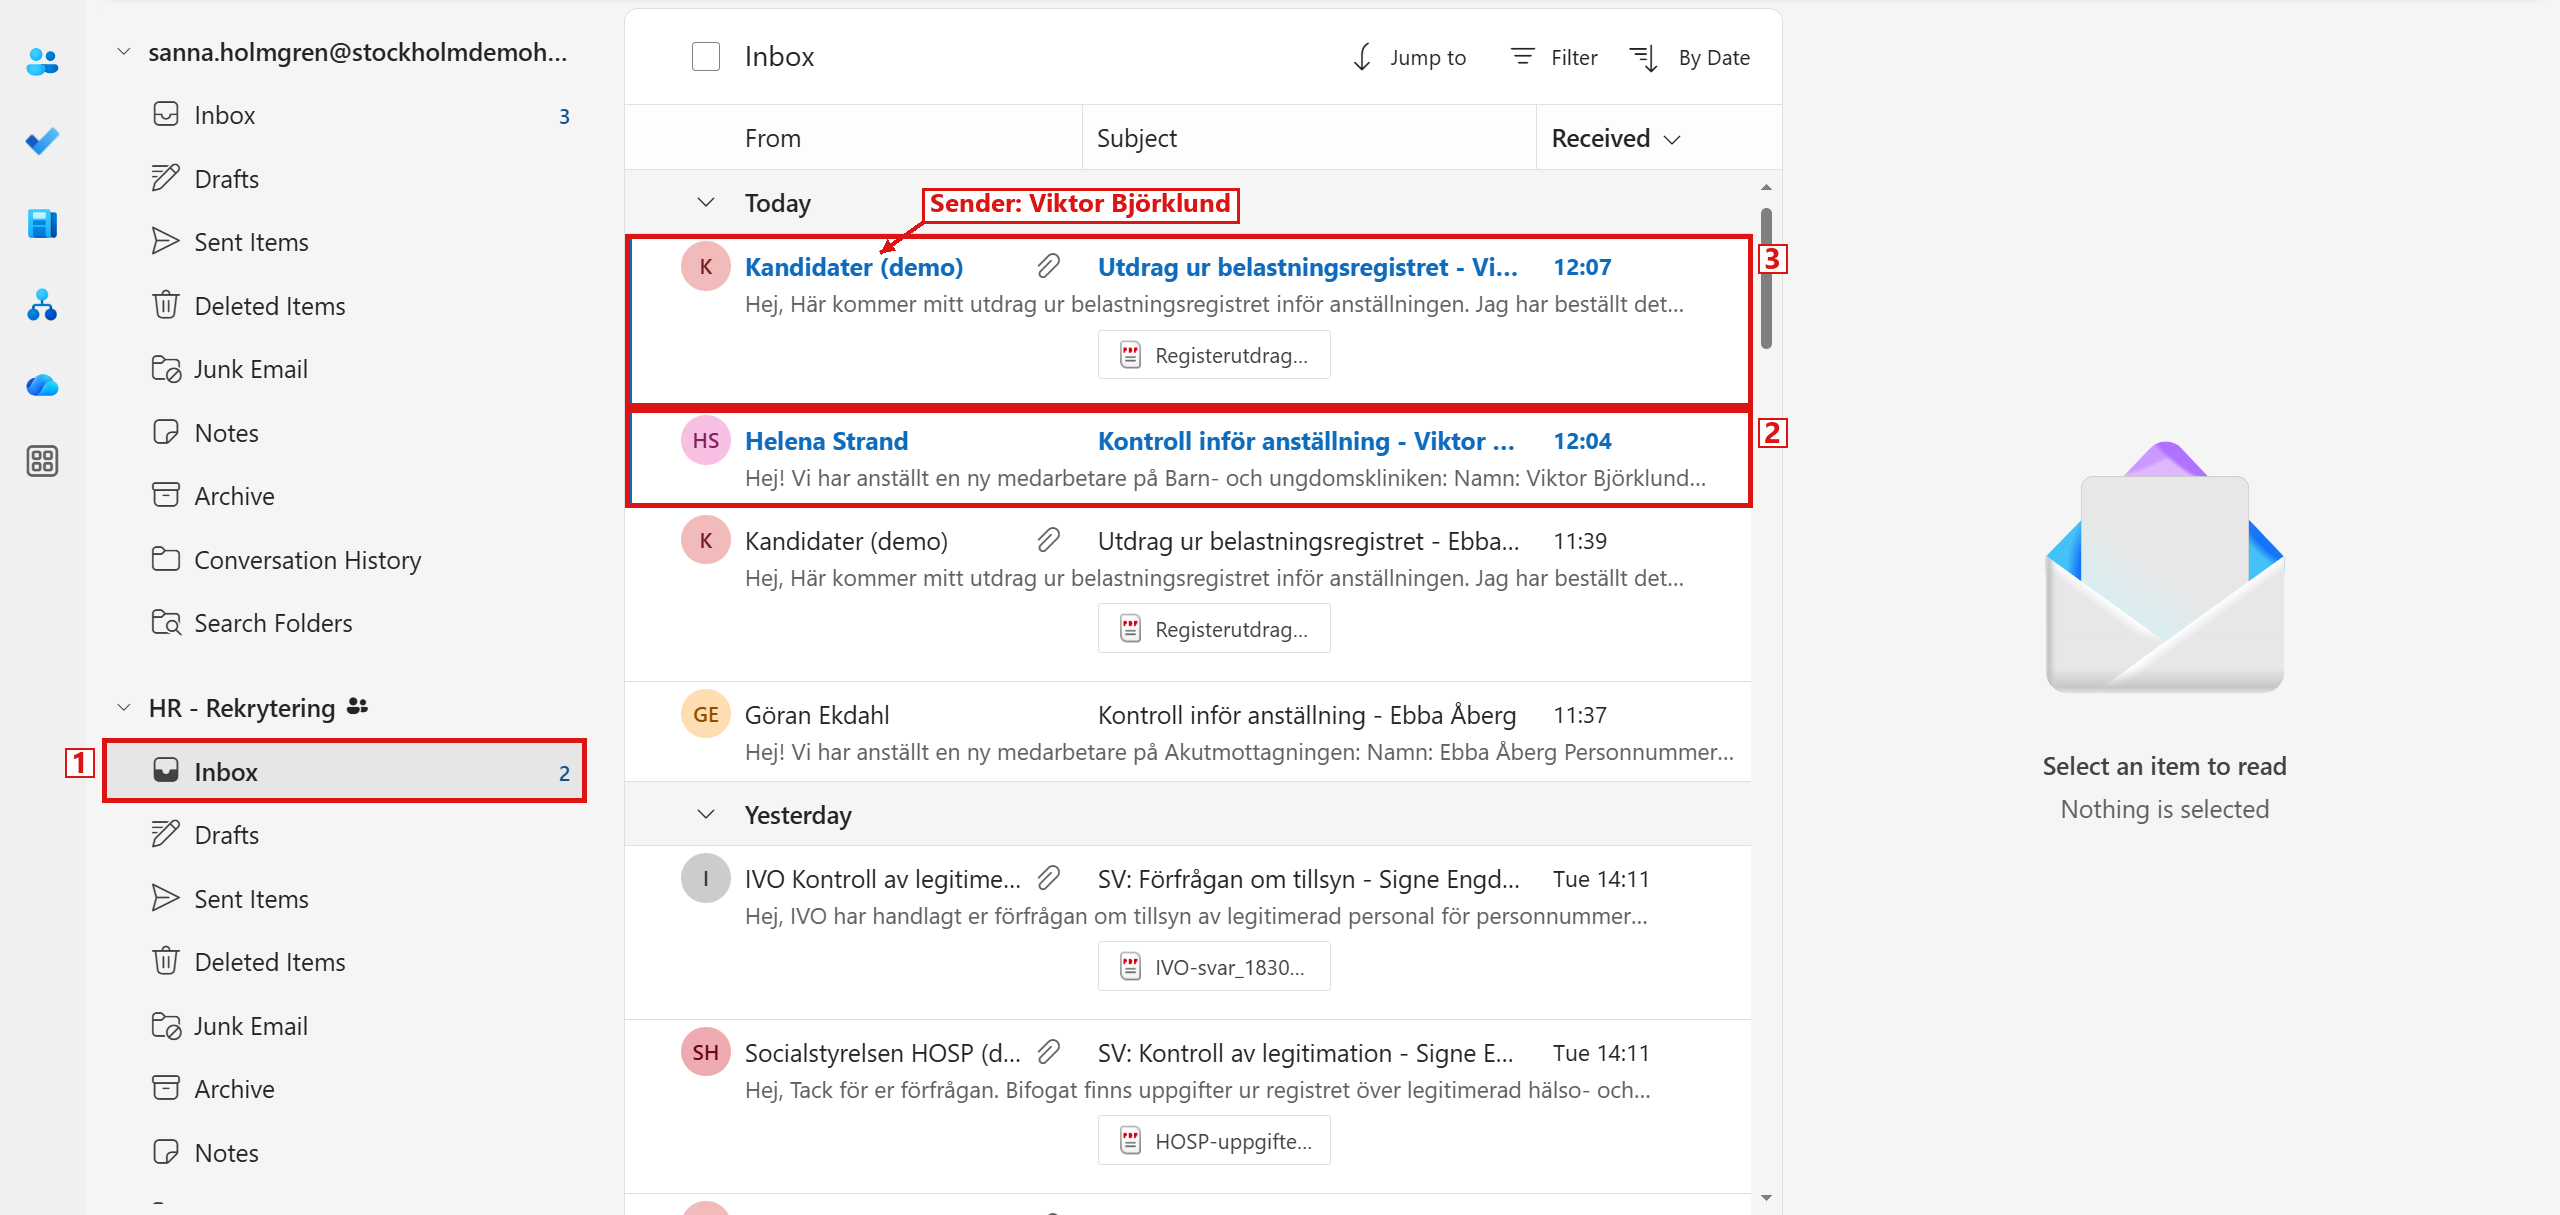 sanna.holmgren@stockholmdemoh...
Inbox 3
Drafts
Sent Items
Deleted Items
Junk Email
Notes
Archive
Conversation History
Search Folders
HR - Rekrytering
1
Inbox 2
Drafts
Sent Items
Deleted Items
Junk Email
Archive
Notes
Inbox
Jump to
Filter
By Date
From Subject Received
Today
Sender: Viktor Björklund
3
K Kandidater (demo) Utdrag ur belastningsregistret - Vi... 12:07
Hej, Här kommer mitt utdrag ur belastningsregistret inför anställningen. Jag har beställt det...
PDF Registerutdrag...
2
HS Helena Strand Kontroll inför anställning - Viktor ... 12:04
Hej! Vi har anställt en ny medarbetare på Barn- och ungdomskliniken: Namn: Viktor Björklund...
K Kandidater (demo) Utdrag ur belastningsregistret - Ebba... 11:39
Hej, Här kommer mitt utdrag ur belastningsregistret inför anställningen. Jag har beställt det...
PDF Registerutdrag...
GE Göran Ekdahl Kontroll inför anställning - Ebba Åberg 11:37
Hej! Vi har anställt en ny medarbetare på Akutmottagningen: Namn: Ebba Åberg Personnummer...
Yesterday
I IVO Kontroll av legitime... SV: Förfrågan om tillsyn - Signe Engd... Tue 14:11
Hej, IVO har handlagt er förfrågan om tillsyn av legitimerad personal för personnummer...
PDF IVO-svar_1830...
SH Socialstyrelsen HOSP (d... SV: Kontroll av legitimation - Signe E... Tue 14:11
Hej, Tack för er förfrågan. Bifogat finns uppgifter ur registret över legitimerad hälso- och...
PDF HOSP-uppgifte...
Select an item to read
Nothing is selected